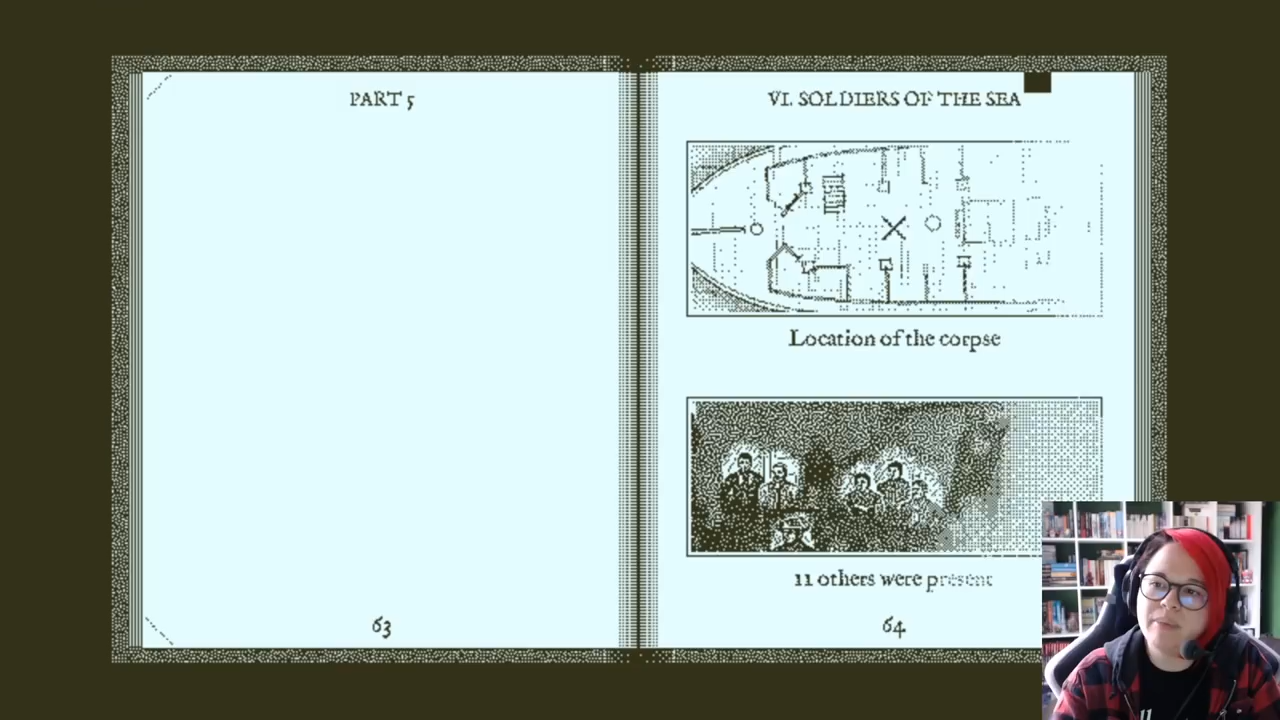 PART 5
63
VI. SOLDIERS OF THE SEA
Location of the corpse
11 others were present
64